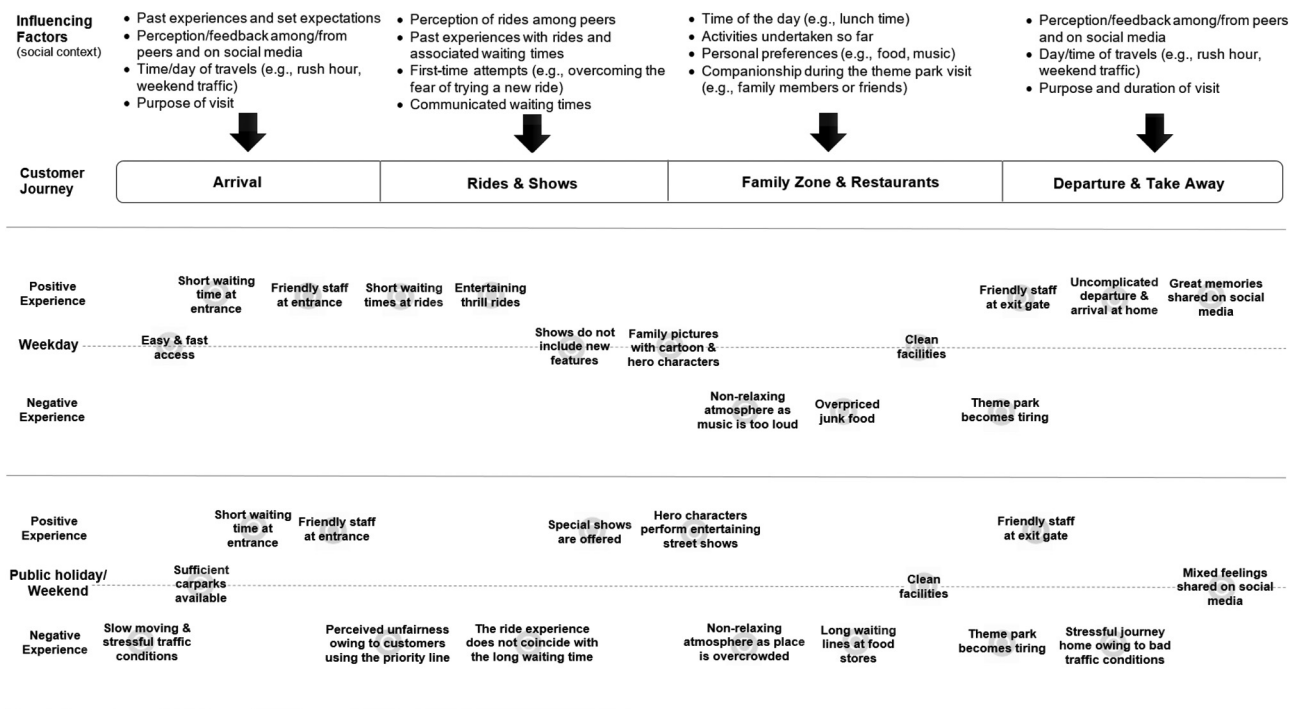 Influencing
Factors
(social context)
• Past experiences and set expectations
• Perception/feedback among/from
peers and on social media
• Time/day of travels (e.g., rush hour,
weekend traffic)
• Purpose of visit
• Perception of rides among peers
• Past experiences with rides and
associated waiting times
• First-time attempts (e.g., overcoming the
fear of trying a new ride)
• Communicated waiting times
• Time of the day (e.g., lunch time)
• Activities undertaken so far
• Personal preferences (e.g., food, music)
• Companionship during the theme park visit
(e.g., family members or friends)
• Perception/feedback among/from peers
and on social media
• Day/time of travels (e.g., rush hour,
weekend traffic)
• Purpose and duration of visit
Customer
Journey
Arrival
Rides & Shows
Family Zone & Restaurants
Departure & Take Away
Positive
Experience
Short waiting
time at
entrance
Friendly staff
at entrance
Short waiting
times at rides
Entertaining
thrill rides
Friendly staff
at exit gate
Uncomplicated
departure &
arrival at home
Great memories
shared on social
media
Weekday
Easy & fast
access
Shows do not
include new
features
Family pictures
with cartoon &
hero characters
Clean
facilities
Negative
Experience
Non-relaxing
atmosphere as
music is too loud
Overpriced
junk food
Theme park
becomes tiring
Positive
Experience
Short waiting
time at
entrance
Friendly staff
at entrance
Special shows
are offered
Hero characters
perform entertaining
street shows
Friendly staff
at exit gate
Public holiday/
Weekend
Sufficient
carparks
available
Clean
facilities
Mixed feelings
shared on social
media
Negative
Experience
Slow moving &
stressful traffic
conditions
Perceived unfairness
owing to customers
using the priority line
The ride experience
does not coincide with
the long waiting time
Non-relaxing
atmosphere as place
is overcrowded
Long waiting
lines at food
stores
Theme park
becomes tiring
Stressful journey
home owing to bad
traffic conditions